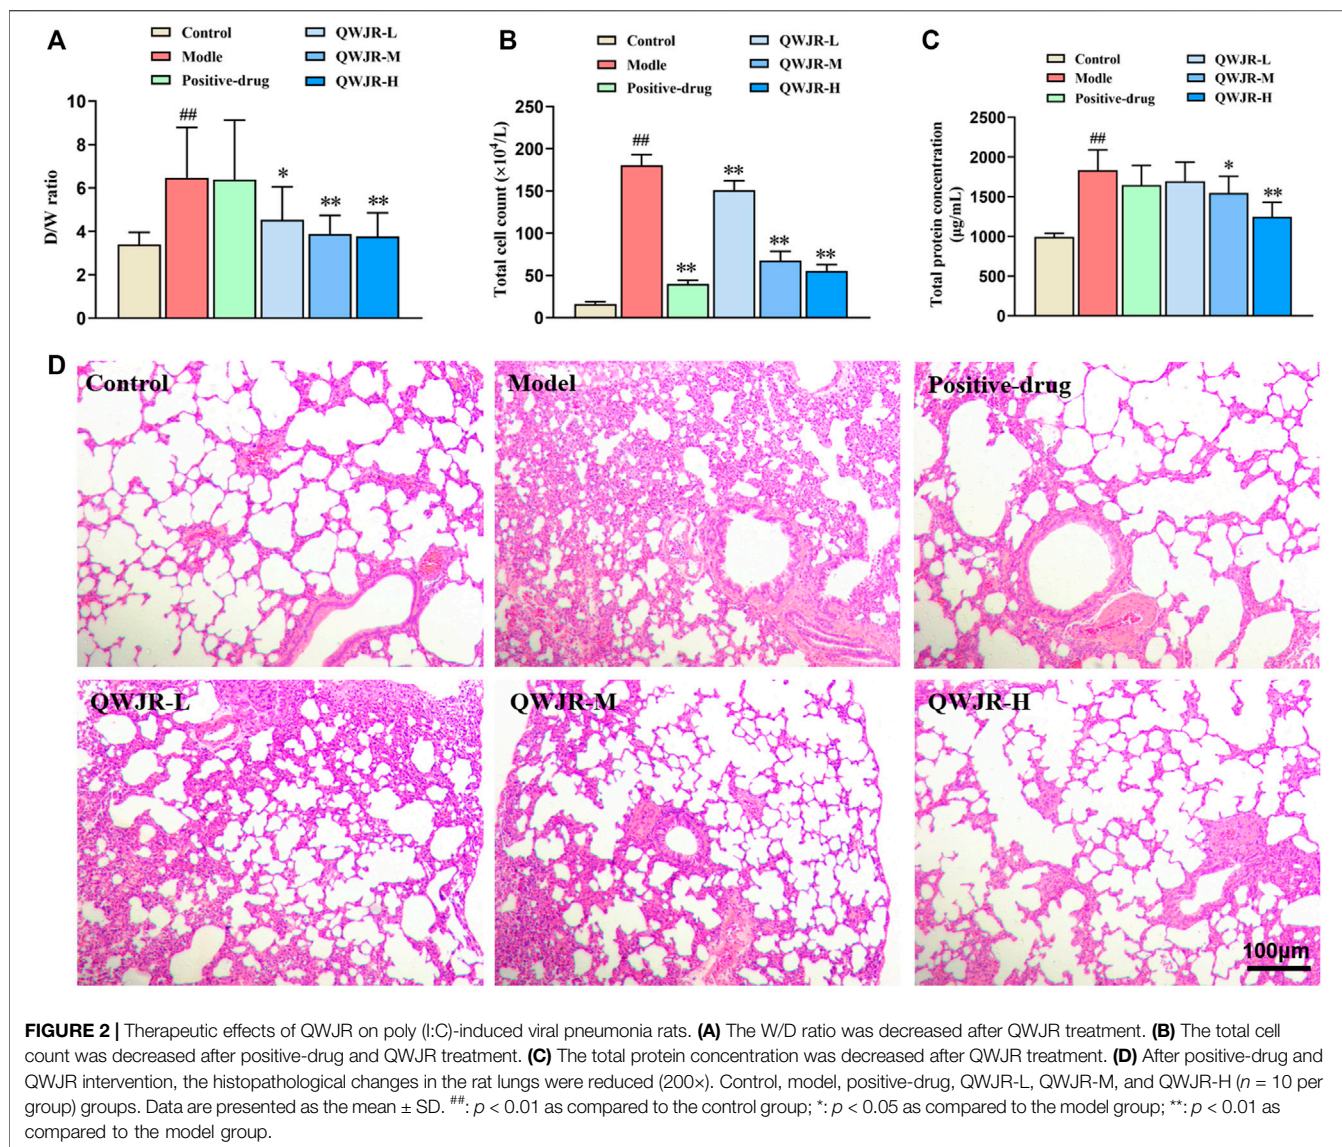 A
Control
Modle
Positive-drug
QWJR-L
QWJR-M
QWJR-H
D/W ratio
10
8
6
4
2
0
##
*
**
**
B
Control
Modle
Positive-drug
QWJR-L
QWJR-M
QWJR-H
Total cell count (×10⁴/L)
250
200
150
100
50
0
##
**
**
**
**
C
Control
Modle
Positive-drug
QWJR-L
QWJR-M
QWJR-H
Total protein concentration
(μg/mL)
2500
2000
1500
1000
500
0
##
*
**
D
Control
Model
Positive-drug
QWJR-L
QWJR-M
QWJR-H
100μm
FIGURE 2 | Therapeutic effects of QWJR on poly (I:C)-induced viral pneumonia rats. (A) The W/D ratio was decreased after QWJR treatment. (B) The total cell
count was decreased after positive-drug and QWJR treatment. (C) The total protein concentration was decreased after QWJR treatment. (D) After positive-drug and
QWJR intervention, the histopathological changes in the rat lungs were reduced (200×). Control, model, positive-drug, QWJR-L, QWJR-M, and QWJR-H (n = 10 per
group) groups. Data are presented as the mean ± SD. ##: p < 0.01 as compared to the control group; *: p < 0.05 as compared to the model group; **: p < 0.01 as
compared to the model group.